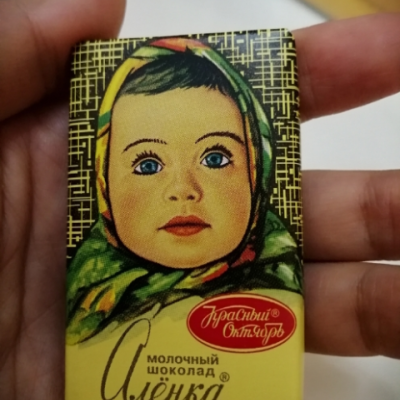 Красный®
Октябрь
молочный
шоколад
Алёнка®